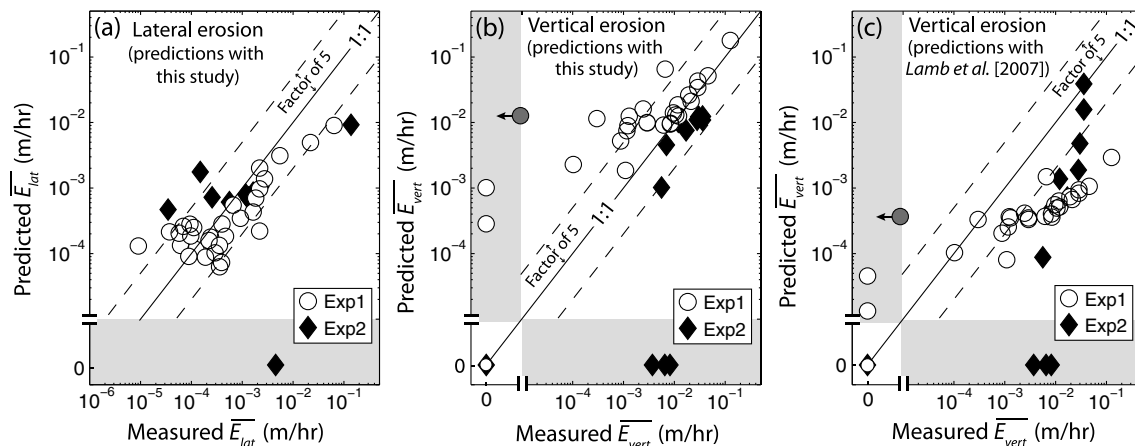 (a)
Lateral erosion
(predictions with
this study)
Factor of 5
1:1
10⁻¹
10⁻²
10⁻³
10⁻⁴
0
Predicted E_lat (m/hr)
Exp1
Exp2
10⁻⁶
10⁻⁵
10⁻⁴
10⁻³
10⁻²
10⁻¹
Measured E_lat (m/hr)
(b)
Vertical erosion
(predictions with
this study)
Factor of 5
1:1
10⁻¹
10⁻²
10⁻³
10⁻⁴
0
Predicted E_vert (m/hr)
Exp1
Exp2
0
10⁻⁴
10⁻³
10⁻²
10⁻¹
Measured E_vert (m/hr)
(c)
Vertical erosion
(predictions with
Lamb et al. [2007])
Factor of 5
1:1
10⁻¹
10⁻²
10⁻³
10⁻⁴
0
Predicted E_vert (m/hr)
Exp1
Exp2
0
10⁻⁴
10⁻³
10⁻²
10⁻¹
Measured E_vert (m/hr)